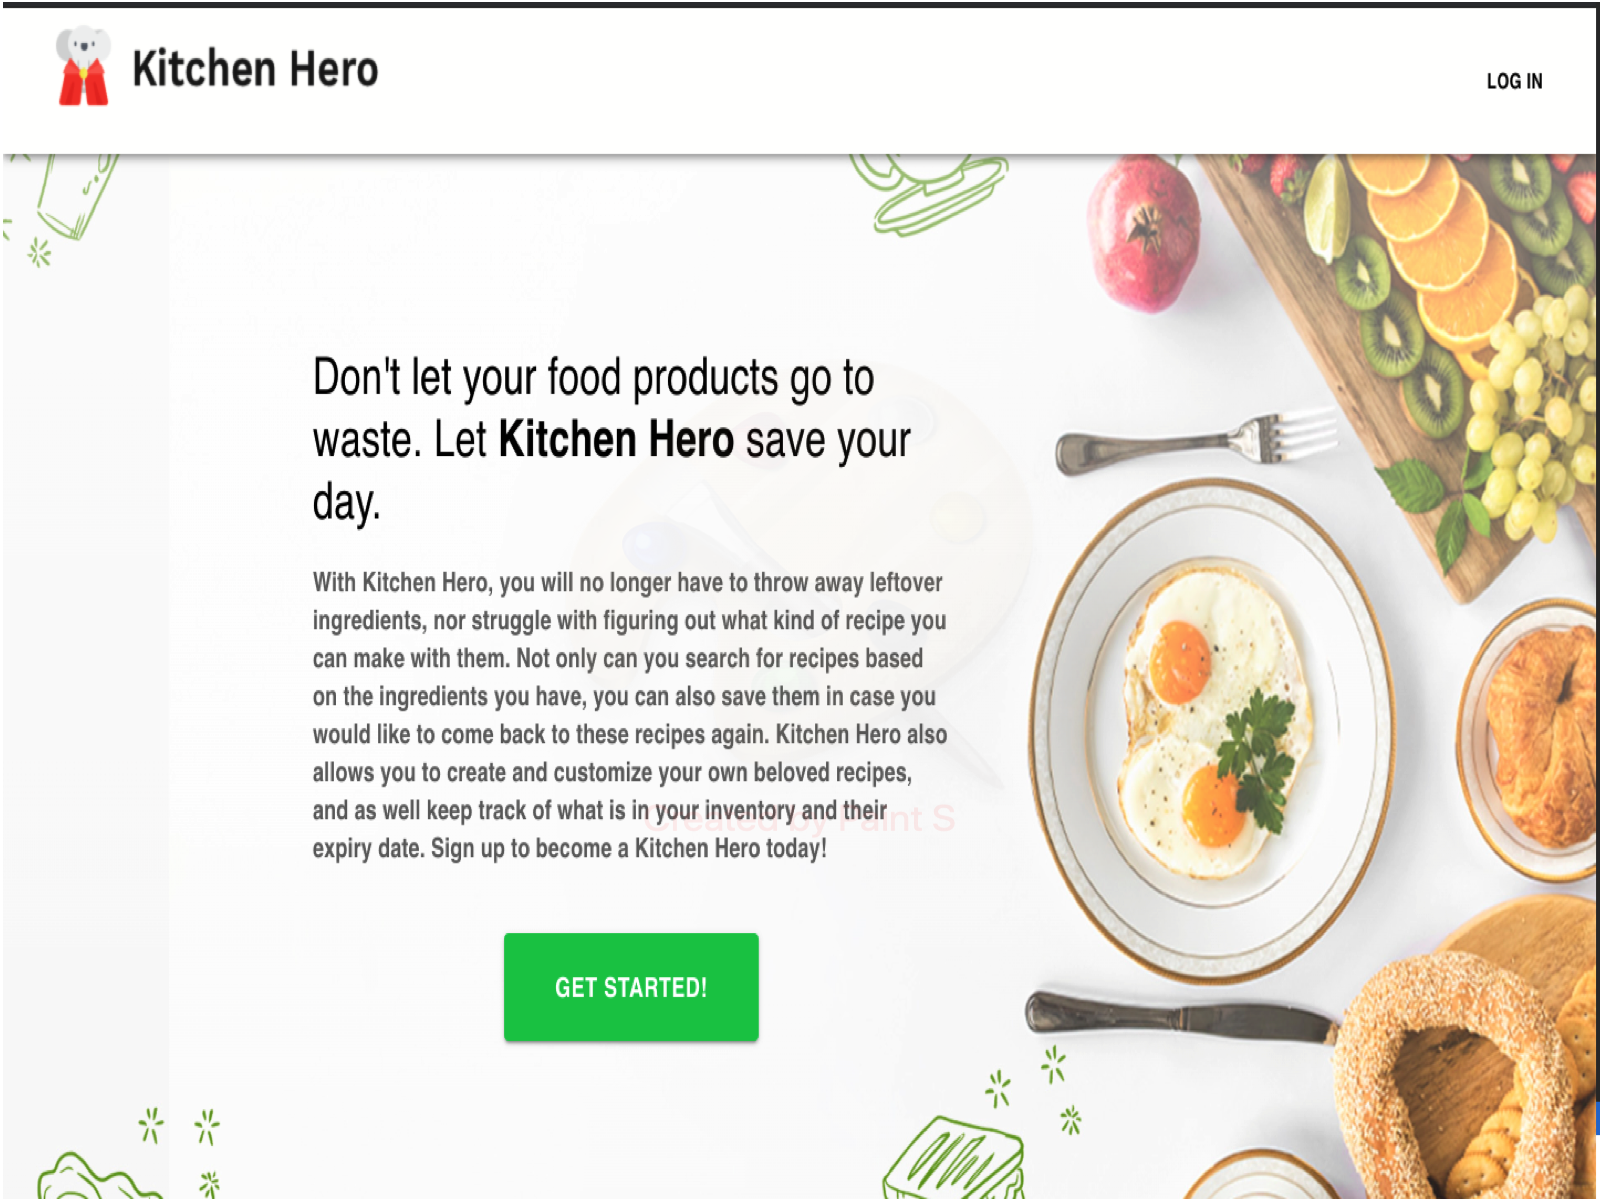 Kitchen Hero
LOG IN
Don't let your food products go to
waste. Let Kitchen Hero save your
day.
With Kitchen Hero, you will no longer have to throw away leftover
ingredients, nor struggle with figuring out what kind of recipe you
can make with them. Not only can you search for recipes based
on the ingredients you have, you can also save them in case you
would like to come back to these recipes again. Kitchen Hero also
allows you to create and customize your own beloved recipes,
and as well keep track of what is in your inventory and their
expiry date. Sign up to become a Kitchen Hero today!
Created by Paint S
GET STARTED!